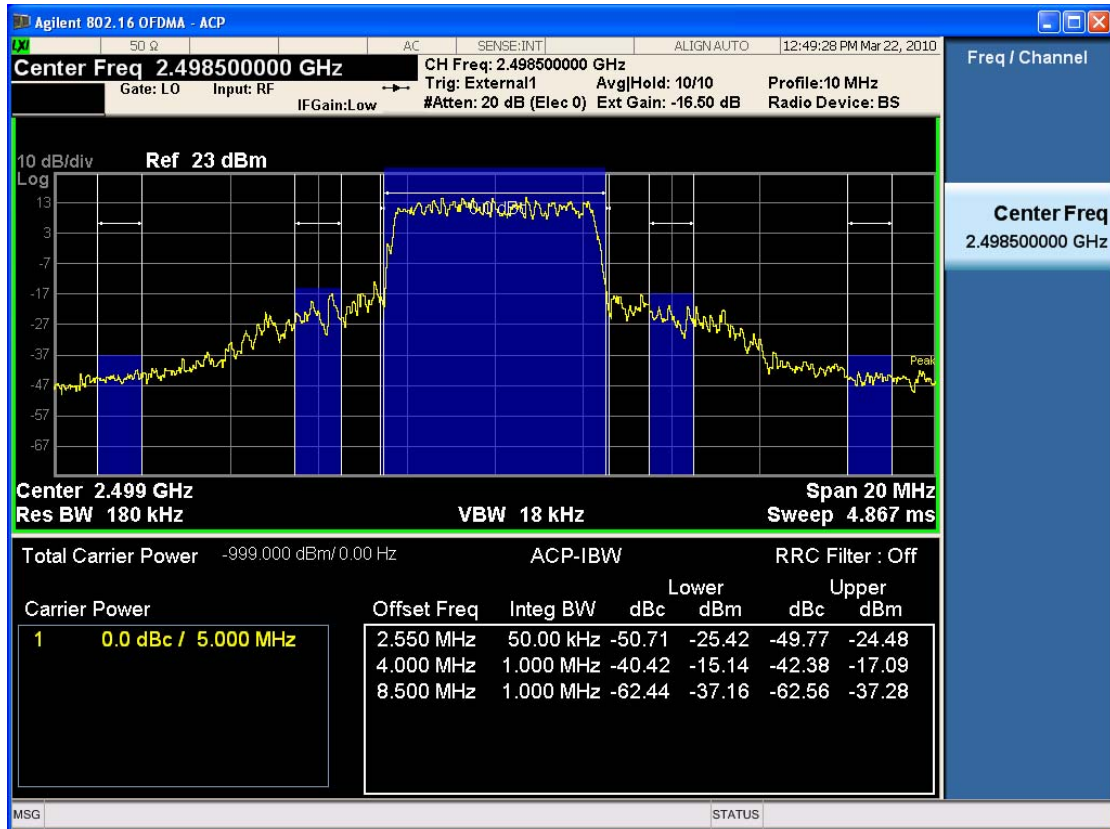 Agilent 802.16 OFDMA - ACP
LXI 50 Ω AC SENSE:INT ALIGN AUTO 12:49:28 PM Mar 22, 2010
Center Freq 2.498500000 GHz
Gate: LO Input: RF
IFGain:Low
CH Freq: 2.498500000 GHz
Trig: External1 Avg|Hold: 10/10 Profile:10 MHz
#Atten: 20 dB (Elec 0) Ext Gain: -16.50 dB Radio Device: BS
Freq / Channel
Center Freq
2.498500000 GHz
10 dB/div Ref 23 dBm
Log
13
3
-7
-17
-27
-37
-47
-57
-67
Peak
Center 2.499 GHz Span 20 MHz
Res BW 180 kHz VBW 18 kHz Sweep 4.867 ms
Total Carrier Power -999.000 dBm/ 0.00 Hz ACP-IBW RRC Filter : Off
Lower Upper
Carrier Power Offset Freq Integ BW dBc dBm dBc dBm
1 0.0 dBc / 5.000 MHz
2.550 MHz 50.00 kHz -50.71 -25.42 -49.77 -24.48
4.000 MHz 1.000 MHz -40.42 -15.14 -42.38 -17.09
8.500 MHz 1.000 MHz -62.44 -37.16 -62.56 -37.28
MSG STATUS